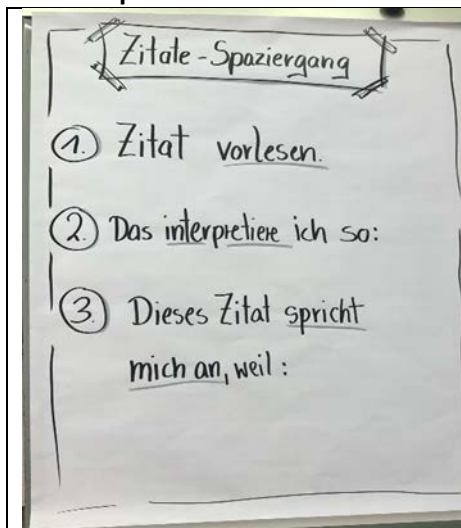 Zitate-Spaziergang
1. Zitat vorlesen.
2. Das interpretiere ich so:
3. Dieses Zitat spricht
mich an, weil: